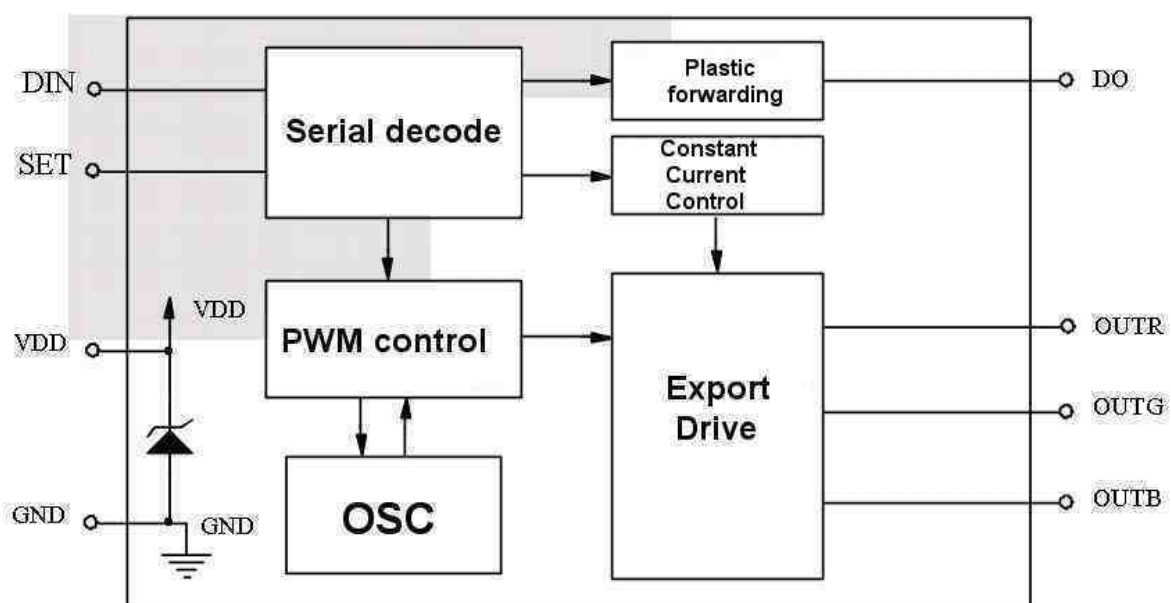 DIN
SET
VDD
VDD
GND
GND
Serial decode
PWM control
OSC
Plastic
forwarding
Constant
Current
Control
Export
Drive
DO
OUTR
OUTG
OUTB